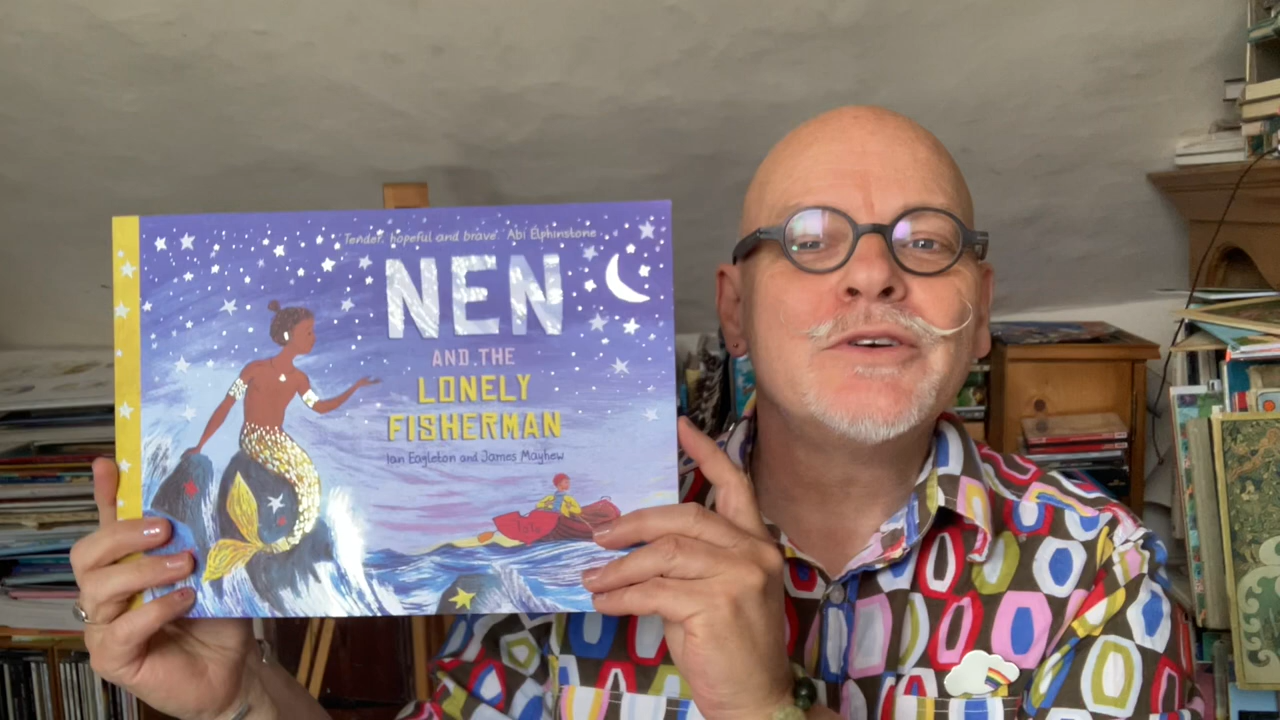 'Tender, hopeful and brave.' Abi Elphinstone
NEN
AND THE
LONELY
FISHERMAN
Ian Eagleton and James Mayhew